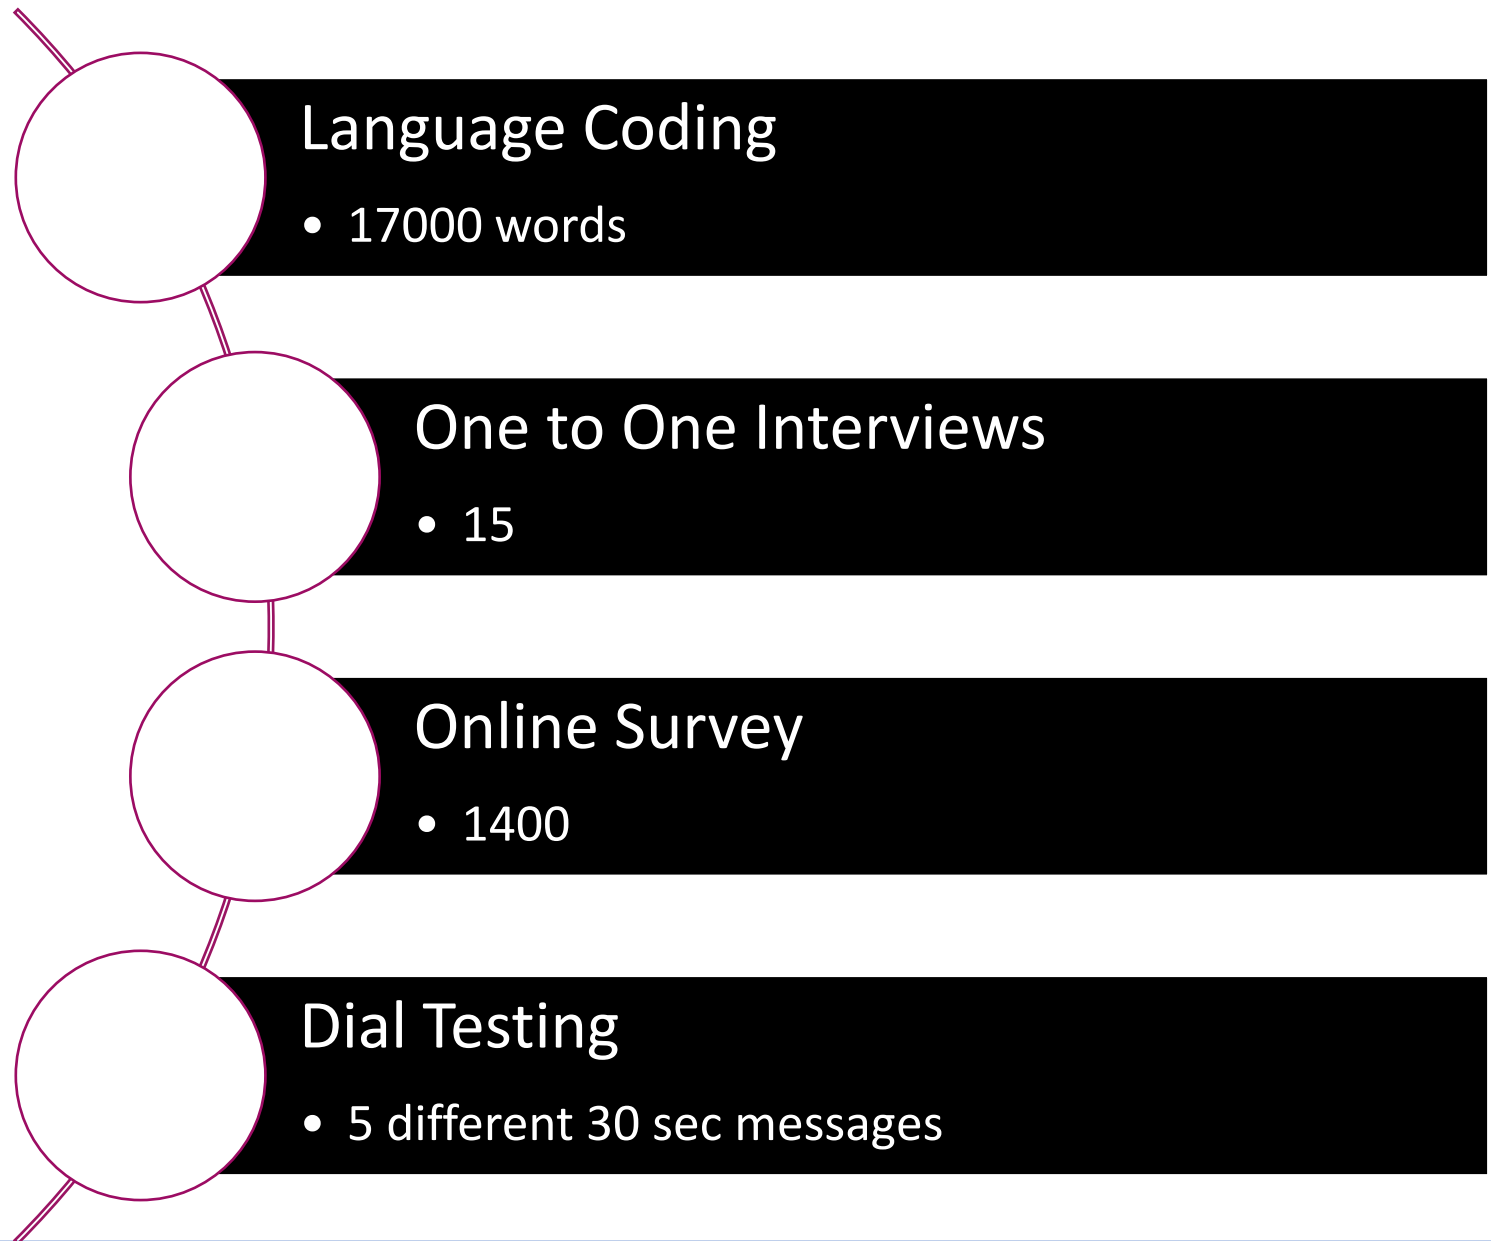 Language Coding
• 17000 words
One to One Interviews
• 15
Online Survey
• 1400
Dial Testing
• 5 different 30 sec messages